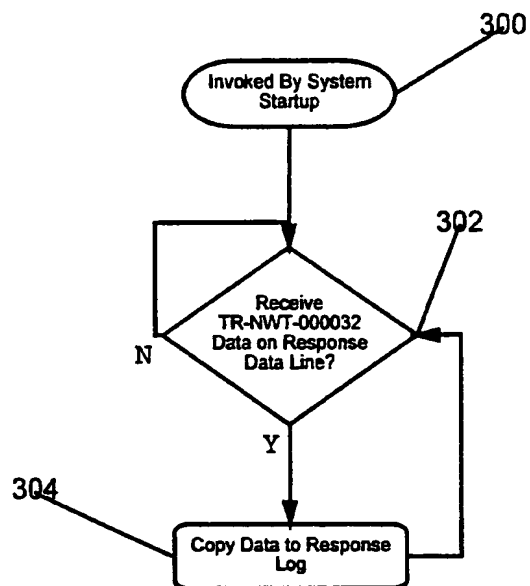 300
Invoked By System
Startup
302
Receive
TR-NWT-000032
Data on Response
Data Line?
N
Y
304
Copy Data to Response
Log